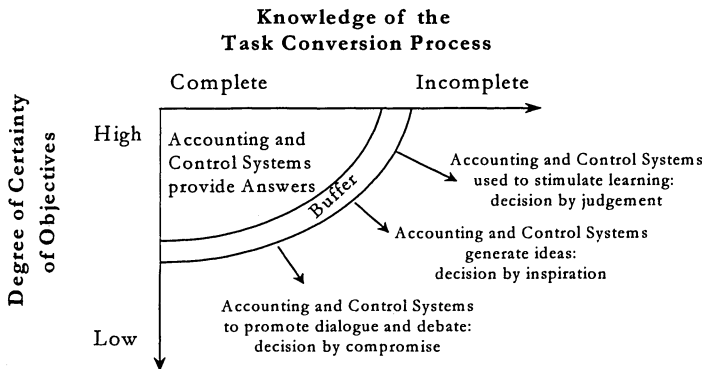 Knowledge of the
Task Conversion Process
Complete
Incomplete
Degree of Certainty
of Objectives
High
Accounting and
Control Systems
provide Answers
Buffer
Accounting and Control Systems
used to stimulate learning:
decision by judgement
Accounting and Control Systems
generate ideas:
decision by inspiration
Accounting and Control Systems
to promote dialogue and debate:
decision by compromise
Low